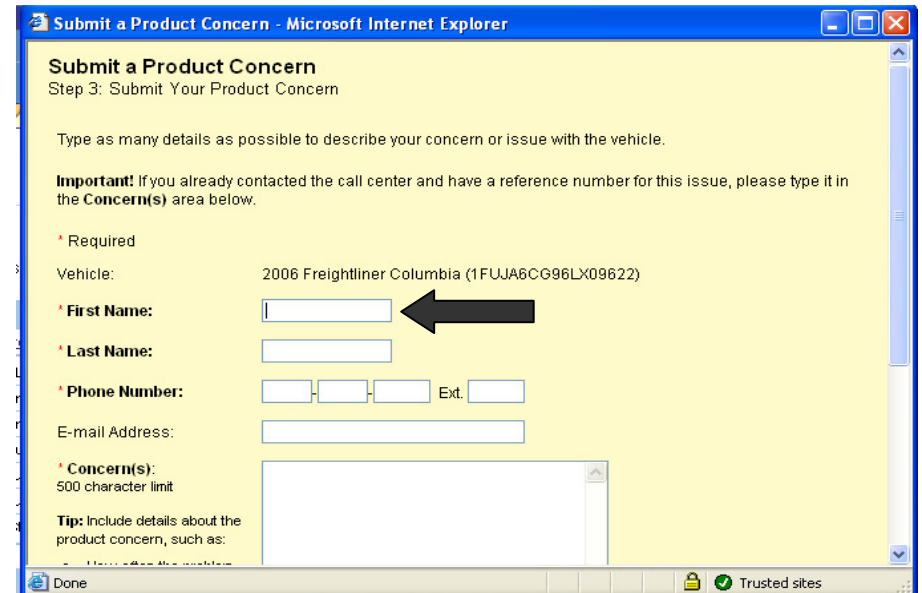 Submit a Product Concern - Microsoft Internet Explorer
Submit a Product Concern
Step 3: Submit Your Product Concern
Type as many details as possible to describe your concern or issue with the vehicle.
Important! If you already contacted the call center and have a reference number for this issue, please type it in
the Concern(s) area below.
* Required
Vehicle: 2006 Freightliner Columbia (1FUJA6CG96LX09622)
* First Name:
* Last Name:
* Phone Number: - - Ext.
E-mail Address:
* Concern(s):
500 character limit
Tip: Include details about the
product concern, such as:
Done Trusted sites